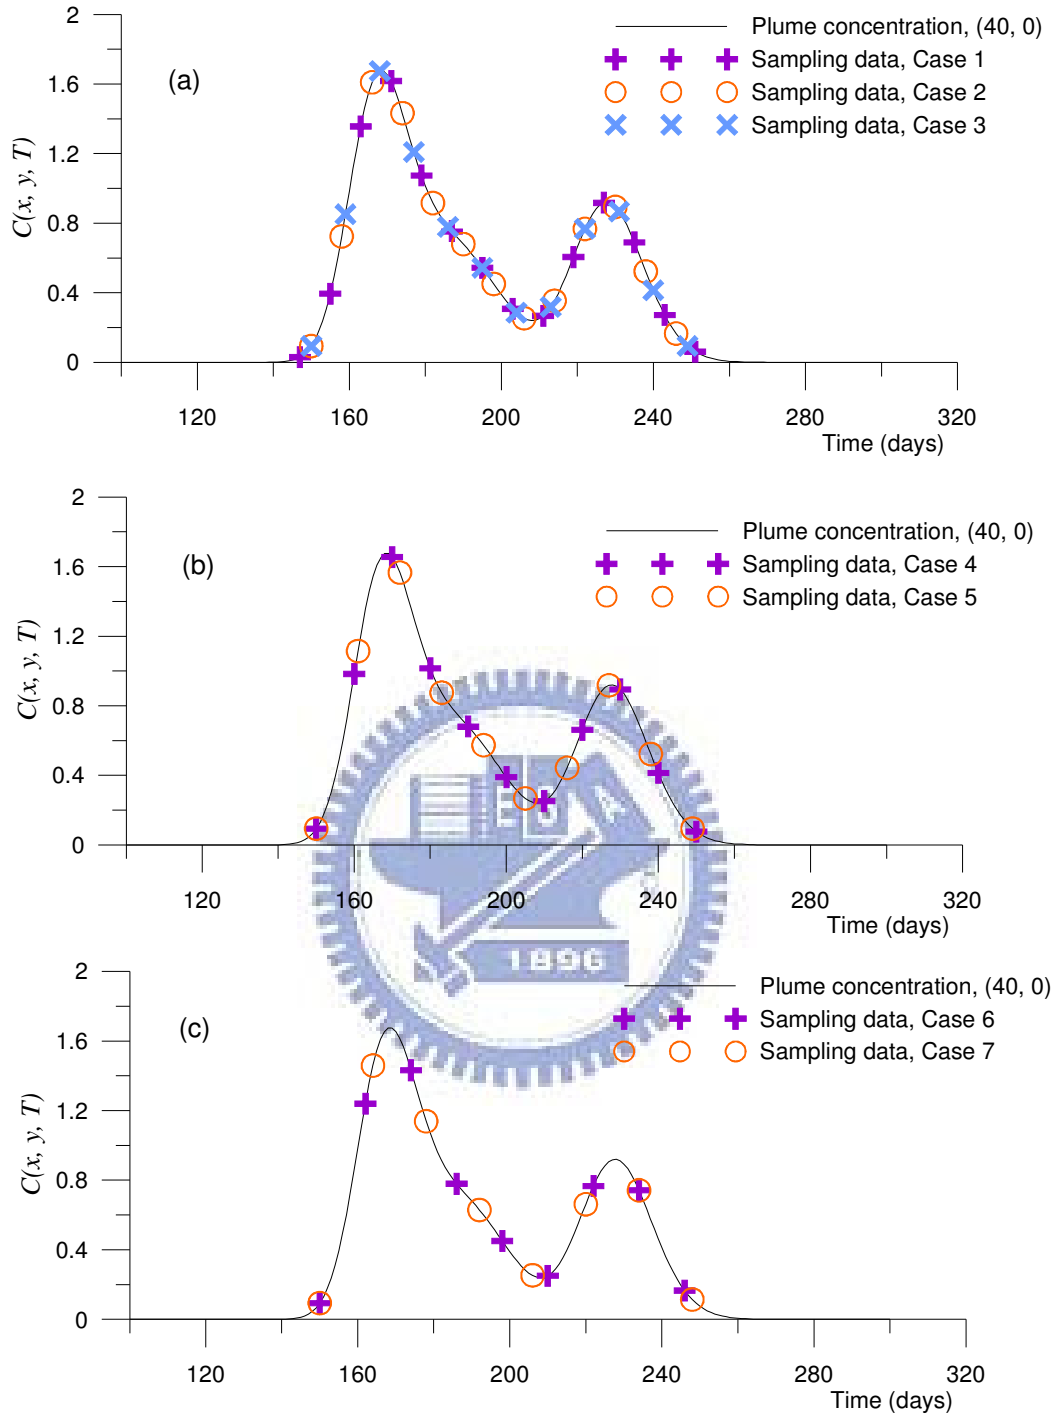 2
1.6
1.2
0.8
0.4
0
C(x, y, T)
(a)
Plume concentration, (40, 0)
Sampling data, Case 1
Sampling data, Case 2
Sampling data, Case 3
120 160 200 240 280 320
Time (days)
2
1.6
1.2
0.8
0.4
0
C(x, y, T)
(b)
Plume concentration, (40, 0)
Sampling data, Case 4
Sampling data, Case 5
120 160 200 240 280 320
Time (days)
1896
2
1.6
1.2
0.8
0.4
0
C(x, y, T)
(c)
Plume concentration, (40, 0)
Sampling data, Case 6
Sampling data, Case 7
120 160 200 240 280 320
Time (days)